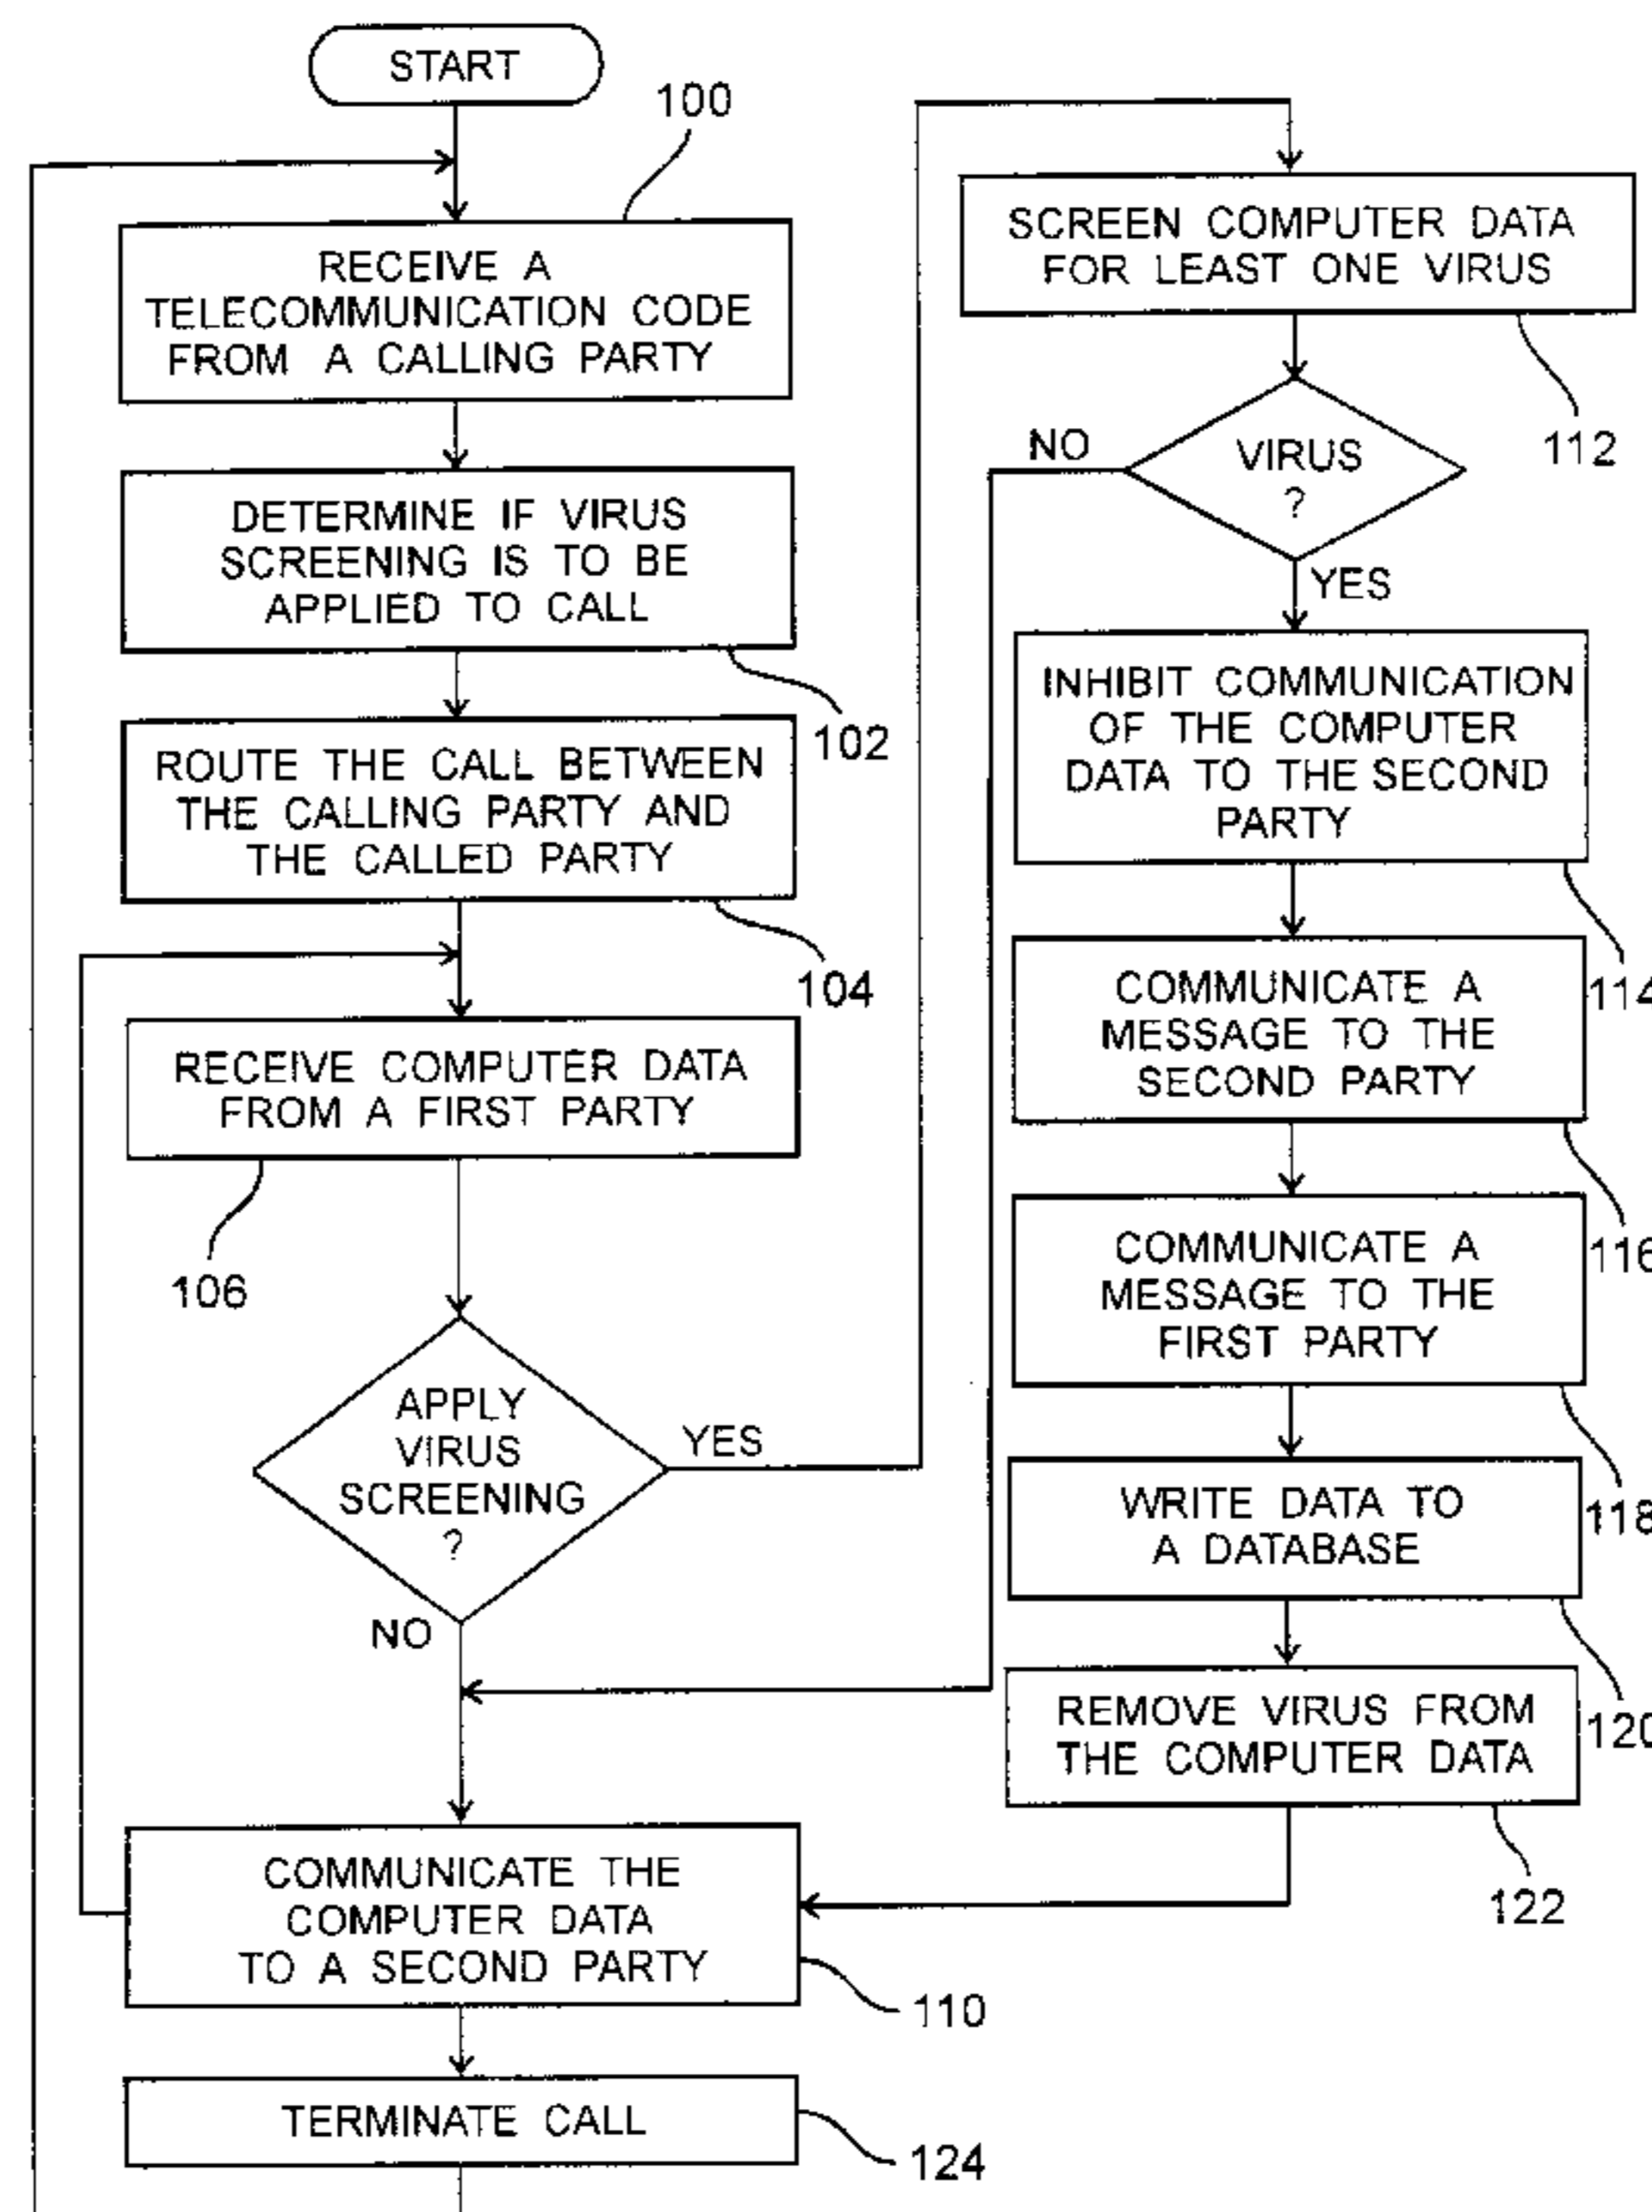 START
100
RECEIVE A
TELECOMMUNICATION CODE
FROM A CALLING PARTY
DETERMINE IF VIRUS
SCREENING IS TO BE
APPLIED TO CALL
102
ROUTE THE CALL BETWEEN
THE CALLING PARTY AND
THE CALLED PARTY
104
RECEIVE COMPUTER DATA
FROM A FIRST PARTY
106
APPLY
VIRUS
SCREENING
?
YES
NO
COMMUNICATE THE
COMPUTER DATA
TO A SECOND PARTY
110
TERMINATE CALL
124
SCREEN COMPUTER DATA
FOR LEAST ONE VIRUS
112
VIRUS
?
NO
YES
INHIBIT COMMUNICATION
OF THE COMPUTER
DATA TO THE SECOND
PARTY
114
COMMUNICATE A
MESSAGE TO THE
SECOND PARTY
116
COMMUNICATE A
MESSAGE TO THE
FIRST PARTY
118
WRITE DATA TO
A DATABASE
120
REMOVE VIRUS FROM
THE COMPUTER DATA
122